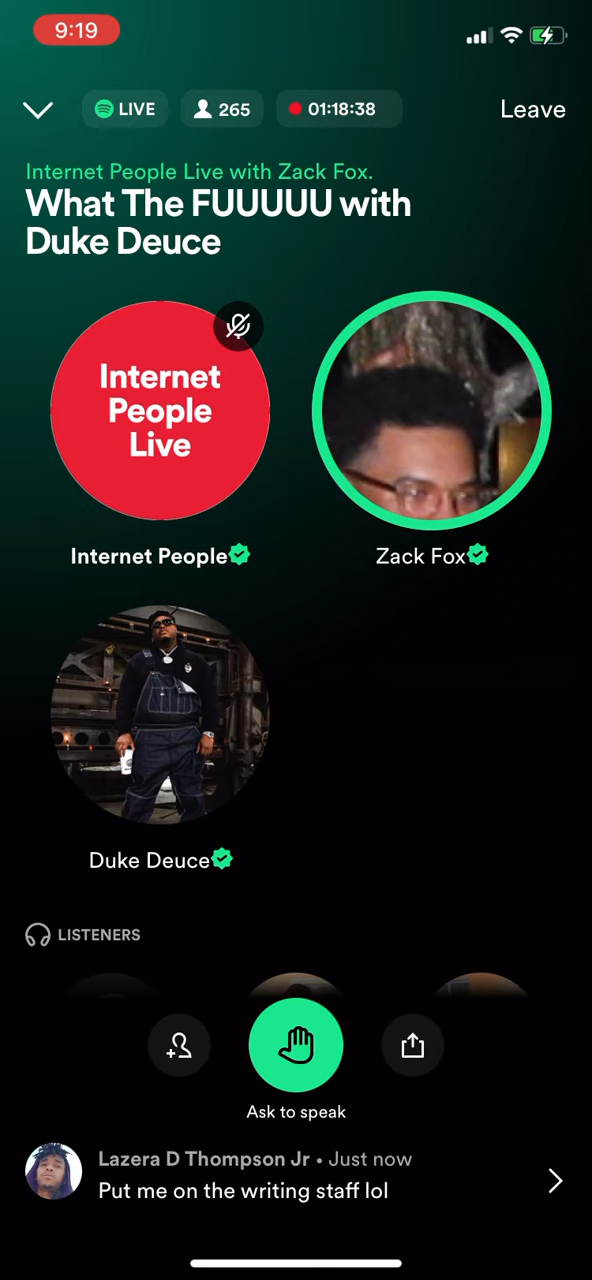 9:19
LIVE
265
01:18:38
Leave
Internet People Live with Zack Fox.
What The FUUUUU with
Duke Deuce
Internet
People
Live
Internet People
Zack Fox
Duke Deuce
LISTENERS
Ask to speak
Lazera D Thompson Jr • Just now
Put me on the writing staff lol